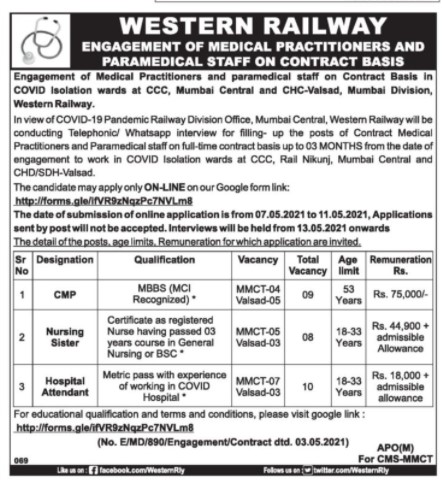 WESTERN RAILWAY
ENGAGEMENT OF MEDICAL PRACTITIONERS AND
PARAMEDICAL STAFF ON CONTRACT BASIS
Engagement of Medical Practitioners and paramedical staff on Contract Basis in
COVID Isolation wards at CCC, Mumbai Central and CHC-Valsad, Mumbai Division,
Western Railway.
In view of COVID-19 Pandemic Railway Division Office, Mumbai Central, Western Railway will be
conducting Telephonic/ Whatsapp interview for filling- up the posts of Contract Medical
Practitioners and Paramedical staff on full-time contract basis up to 03 MONTHS from the date of
engagement to work in COVID Isolation wards at CCC, Rail Nikunj, Mumbai Central and
CHD/SDH-Valsad.
The candidate may apply only ON-LINE on our Google form link:
http://forms.gle/ifVR9zNqzPc7NVLm8
The date of submission of online application is from 07.05.2021 to 11.05.2021, Applications
sent by post will not be accepted. Interviews will be held from 13.05.2021 onwards
The detail of the posts, age limits, Remuneration for which application are invited.
Sr No Designation Qualification Vacancy Total Vacancy Age limit Remuneration Rs.
1 CMP MBBS (MCI Recognized) * MMCT-04 Valsad-05 09 53 Years Rs. 75,000/-
2 Nursing Sister Certificate as registered Nurse having passed 03 years course in General Nursing or BSC * MMCT-05 Valsad-03 08 18-33 Years Rs. 44,900 + admissible Allowance
3 Hospital Attendant Metric pass with experience of working in COVID Hospital * MMCT-07 Valsad-03 10 18-33 Years Rs. 18,000 + admissible allowance
For educational qualification and terms and conditions, please visit google link :
http://forms.gle/ifVR9zNqzPc7NVLm8
(No. E/MD/890/Engagement/Contract dtd. 03.05.2021)
APO(M)
069 For CMS-MMCT
Like us on : facebook.com/WesternRly Follows us on : twitter.com/WesternRly